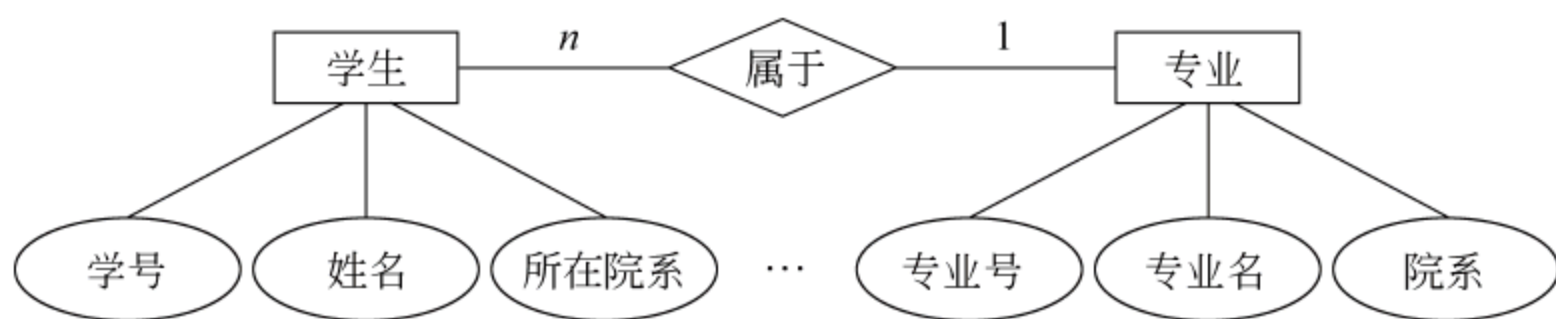 学生 n 属于 1 专业
学号 姓名 所在院系 … 专业号 专业名 院系